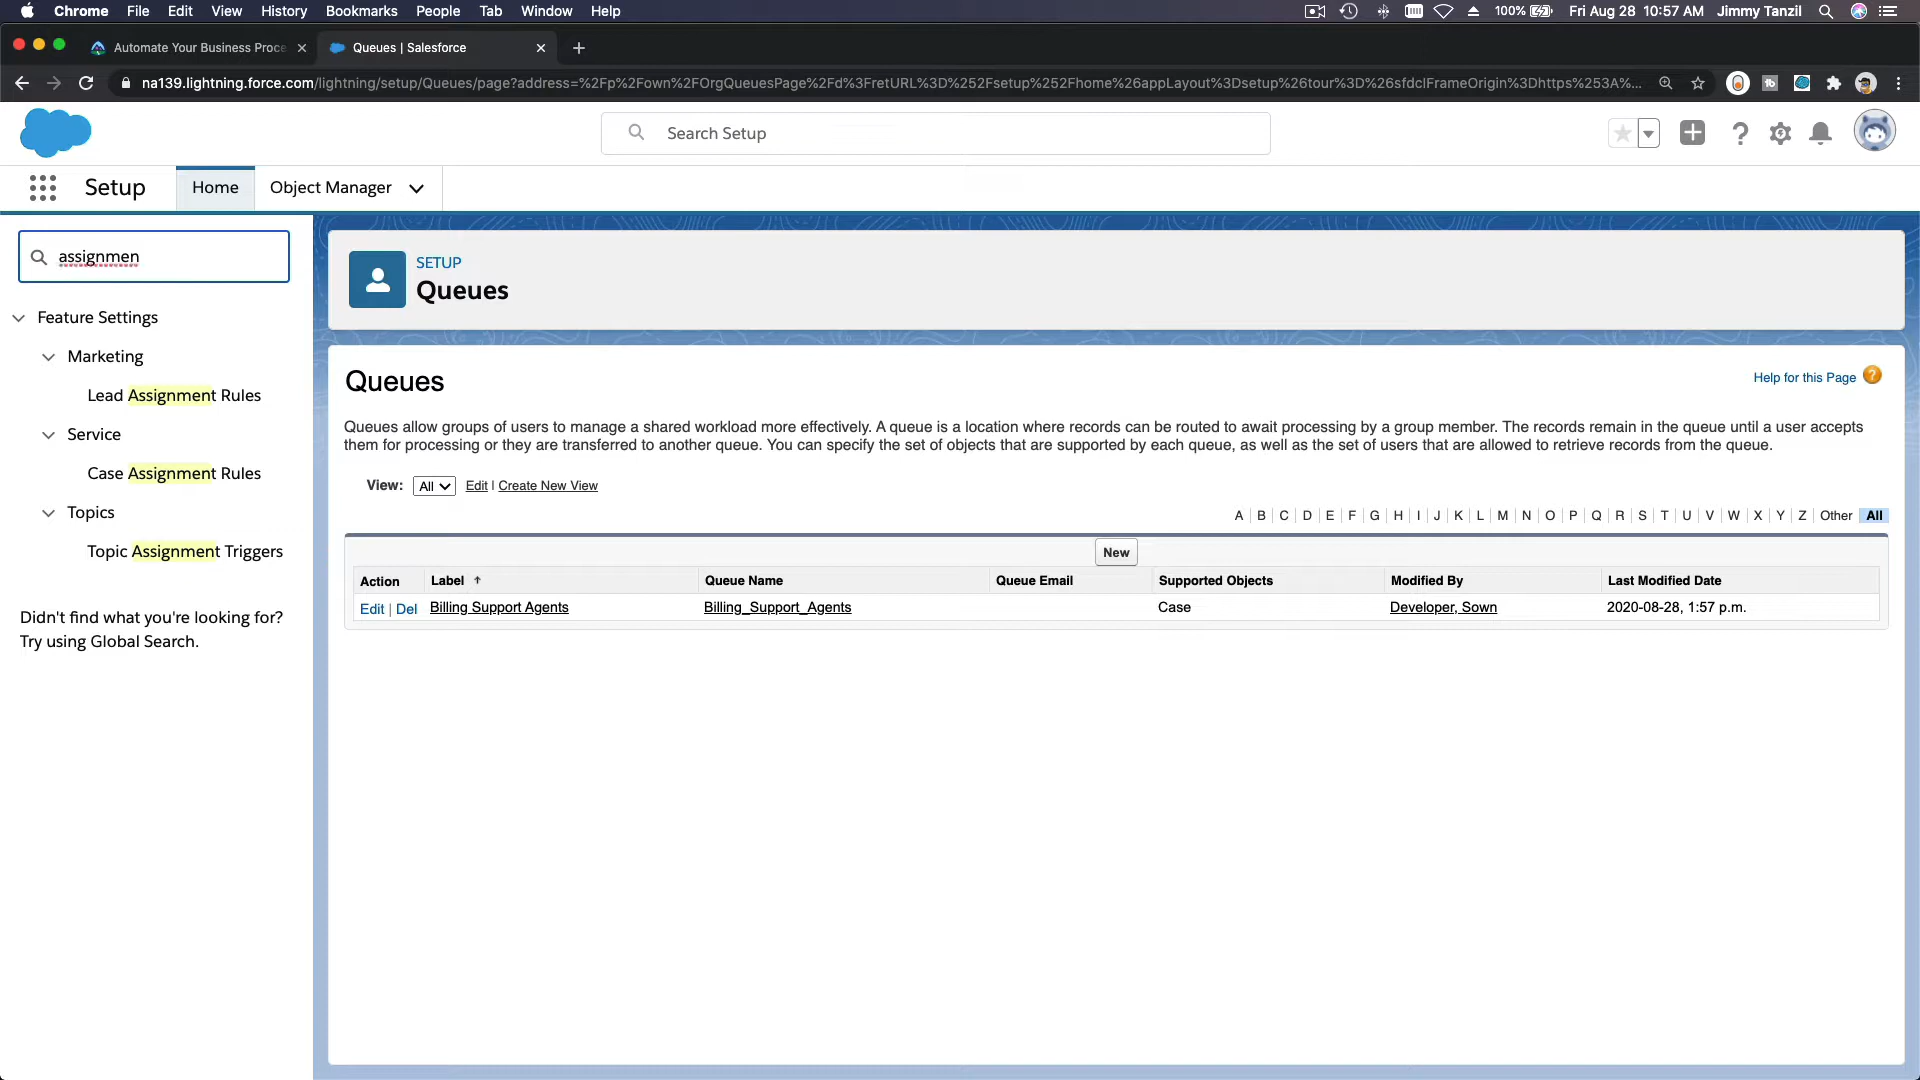 Chrome File Edit View History Bookmarks People Tab Window Help 100% Fri Aug 28 10:57 AM Jimmy Tanzil
Automate Your Business Proce
Queues | Salesforce
na139.lightning.force.com/lightning/setup/Queues/page?address=%2Fp%2Fown%2FOrgQueuesPage%2Fd%3FretURL%3D%252Fsetup%252Fhome%26appLayout%3Dsetup%26tour%3D%26sfdcIFrameOrigin%3Dhttps%253A%...
Search Setup
Setup
Home
Object Manager
assignmen
Feature Settings
Marketing
Lead Assignment Rules
Service
Case Assignment Rules
Topics
Topic Assignment Triggers
Didn't find what you're looking for?
Try using Global Search.
SETUP
Queues
Queues
Help for this Page ?
Queues allow groups of users to manage a shared workload more effectively. A queue is a location where records can be routed to await processing by a group member. The records remain in the queue until a user accepts
them for processing or they are transferred to another queue. You can specify the set of objects that are supported by each queue, as well as the set of users that are allowed to retrieve records from the queue.
View: All Edit | Create New View
A | B | C | D | E | F | G | H | I | J | K | L | M | N | O | P | Q | R | S | T | U | V | W | X | Y | Z | Other All
New
Action Label Queue Name Queue Email Supported Objects Modified By Last Modified Date
Edit | Del Billing Support Agents Billing_Support_Agents Case Developer, Sown 2020-08-28, 1:57 p.m.